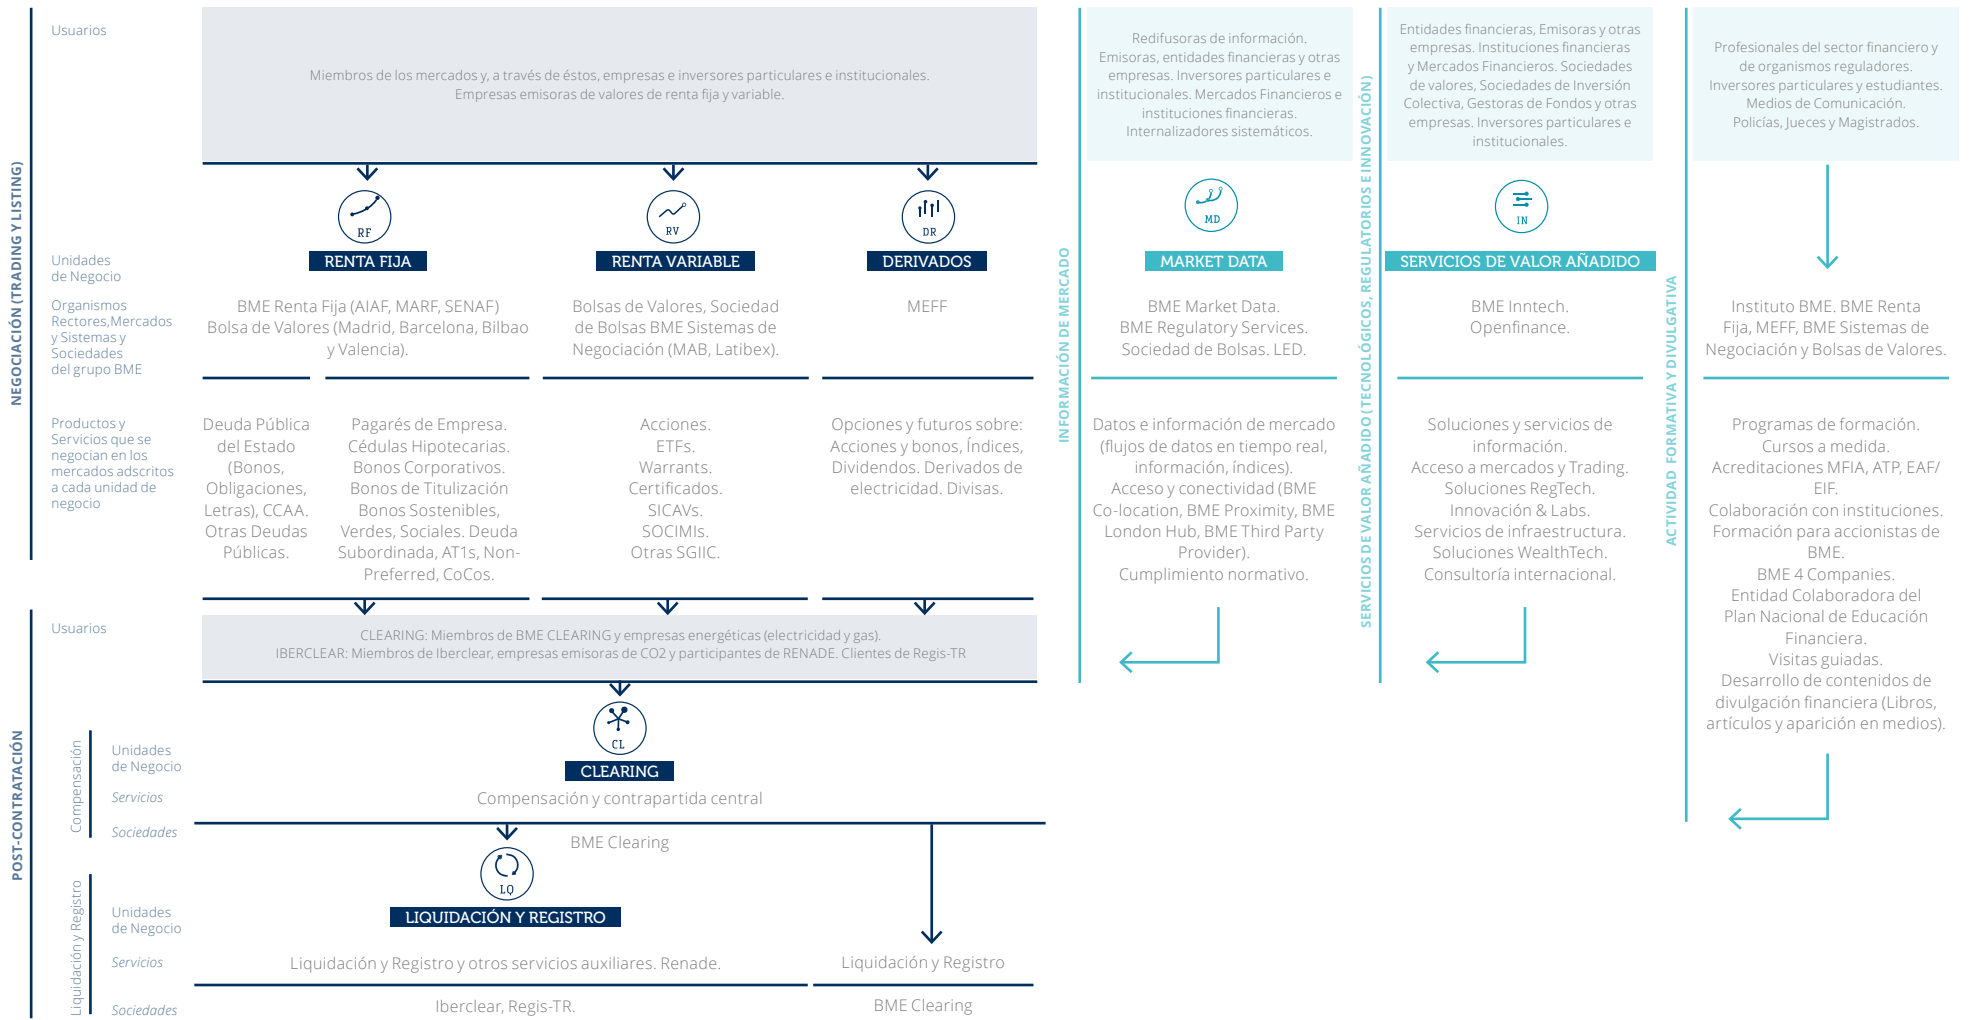 NEGOCIACIÓN (TRADING Y LISTING)
Usuarios
Miembros de los mercados y, a través de éstos, empresas e inversores particulares e institucionales.
Empresas emisoras de valores de renta fija y variable.
Unidades
de Negocio
RF
RENTA FIJA
RV
RENTA VARIABLE
DR
DERIVADOS
Organismos
Rectores,Mercados
y Sistemas y
Sociedades
del grupo BME
BME Renta Fija (AIAF, MARF, SENAF)
Bolsa de Valores (Madrid, Barcelona, Bilbao
y Valencia).
Bolsas de Valores, Sociedad
de Bolsas BME Sistemas de
Negociación (MAB, Latibex).
MEFF
Productos y
Servicios que se
negocian en los
mercados adscritos
a cada unidad de
negocio
Deuda Pública
del Estado
(Bonos,
Obligaciones,
Letras), CCAA.
Otras Deudas
Públicas.
Pagarés de Empresa.
Cédulas Hipotecarias.
Bonos Corporativos.
Bonos de Titulización
Bonos Sostenibles,
Verdes, Sociales. Deuda
Subordinada, AT1s, Non-
Preferred, CoCos.
Acciones.
ETFs.
Warrants.
Certificados.
SICAVs.
SOCIMIs.
Otras SGIIC.
Opciones y futuros sobre:
Acciones y bonos, Índices,
Dividendos. Derivados de
electricidad. Divisas.
POST-CONTRATACIÓN
Usuarios
CLEARING: Miembros de BME CLEARING y empresas energéticas (electricidad y gas).
IBERCLEAR: Miembros de Iberclear, empresas emisoras de CO2 y participantes de RENADE. Clientes de Regis-TR
Compensación
Unidades
de Negocio
CL
CLEARING
Servicios
Compensación y contrapartida central
Sociedades
BME Clearing
Liquidación y Registro
Unidades
de Negocio
LQ
LIQUIDACIÓN Y REGISTRO
Servicios
Liquidación y Registro y otros servicios auxiliares. Renade.
Liquidación y Registro
Sociedades
Iberclear, Regis-TR.
BME Clearing
INFORMACIÓN DE MERCADO
Redifusoras de información.
Emisoras, entidades financieras y otras
empresas. Inversores particulares e
institucionales. Mercados Financieros e
instituciones financieras.
Internalizadores sistemáticos.
MD
MARKET DATA
BME Market Data.
BME Regulatory Services.
Sociedad de Bolsas. LED.
Datos e información de mercado
(flujos de datos en tiempo real,
información, índices).
Acceso y conectividad (BME
Co-location, BME Proximity, BME
London Hub, BME Third Party
Provider).
Cumplimiento normativo.
SERVICIOS DE VALOR AÑADIDO (TECNOLÓGICOS, REGULATORIOS E INNOVACIÓN)
Entidades financieras, Emisoras y otras
empresas. Instituciones financieras
y Mercados Financieros. Sociedades
de valores, Sociedades de Inversión
Colectiva, Gestoras de Fondos y otras
empresas. Inversores particulares e
institucionales.
IN
SERVICIOS DE VALOR AÑADIDO
BME Inntech.
Openfinance.
Soluciones y servicios de
información.
Acceso a mercados y Trading.
Soluciones RegTech.
Innovación & Labs.
Servicios de infraestructura.
Soluciones WealthTech.
Consultoría internacional.
ACTIVIDAD FORMATIVA Y DIVULGATIVA
Profesionales del sector financiero y
de organismos reguladores.
Inversores particulares y estudiantes.
Medios de Comunicación.
Policías, Jueces y Magistrados.
Instituto BME. BME Renta
Fija, MEFF, BME Sistemas de
Negociación y Bolsas de Valores.
Programas de formación.
Cursos a medida.
Acreditaciones MFIA, ATP, EAF/
EIF.
Colaboración con instituciones.
Formación para accionistas de
BME.
BME 4 Companies.
Entidad Colaboradora del
Plan Nacional de Educación
Financiera.
Visitas guiadas.
Desarrollo de contenidos de
divulgación financiera (Libros,
artículos y aparición en medios).